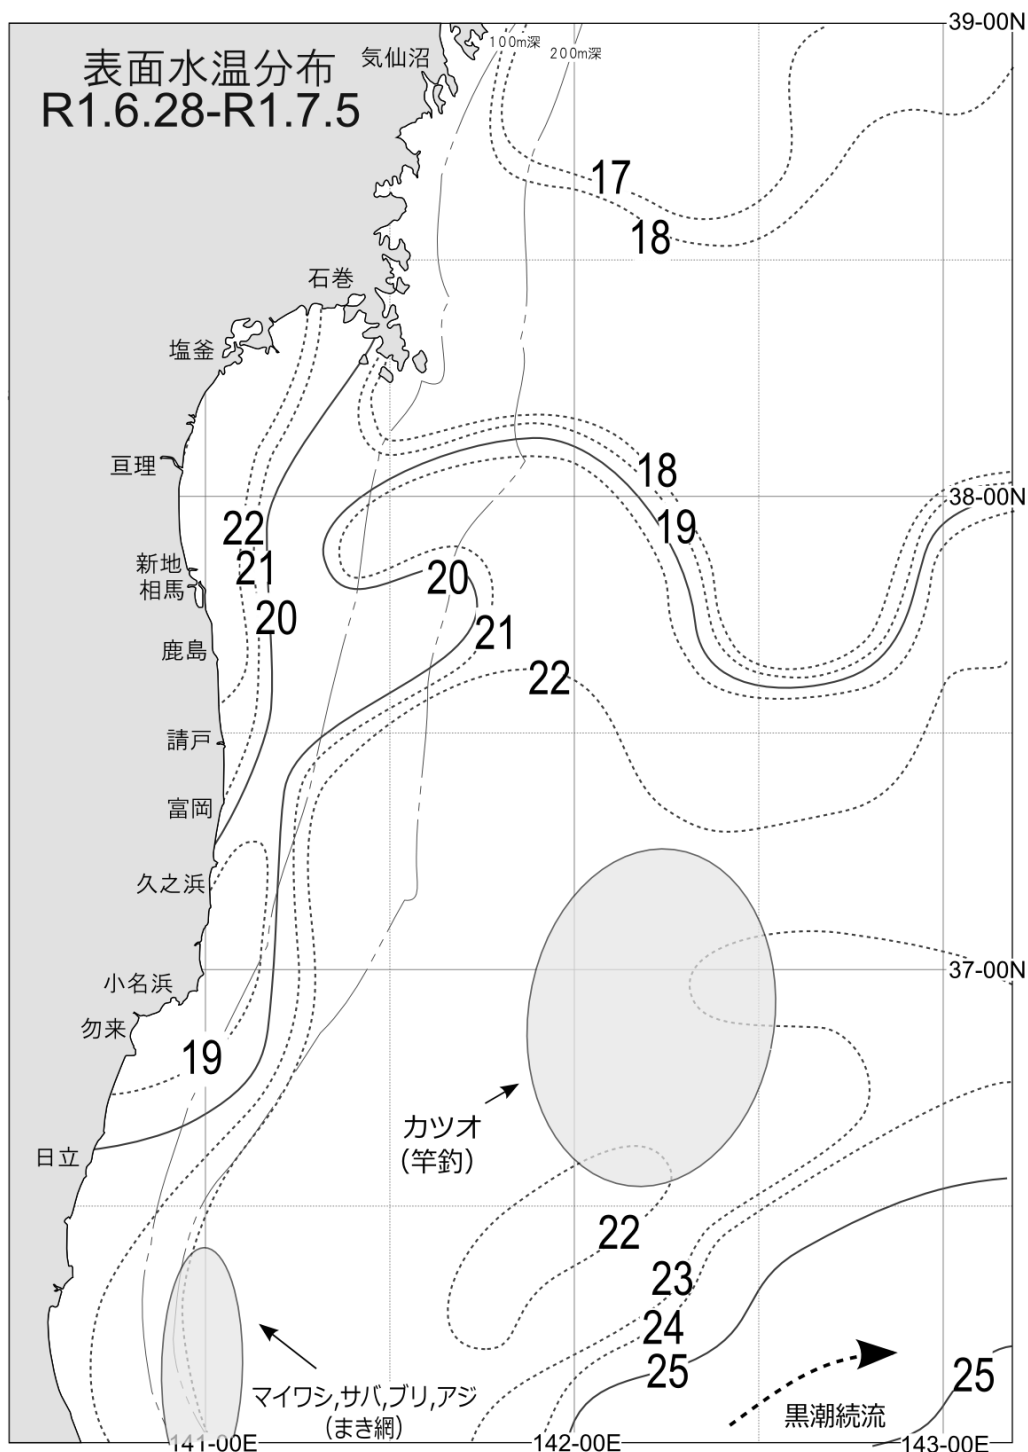 39-00N
100m深
200m深
気仙沼
表面水温分布
R1.6.28-R1.7.5
17
18
石巻
塩釜
亘理
18
38-00N
19
22
21
新地
相馬
20
20
21
鹿島
22
請戸
富岡
久之浜
37-00N
小名浜
勿来
19
カツオ
(竿釣)
日立
22
23
24
25
25
マイワシ,サバ,ブリ,アジ
(まき網)
黒潮続流
141-00E
142-00E
143-00E